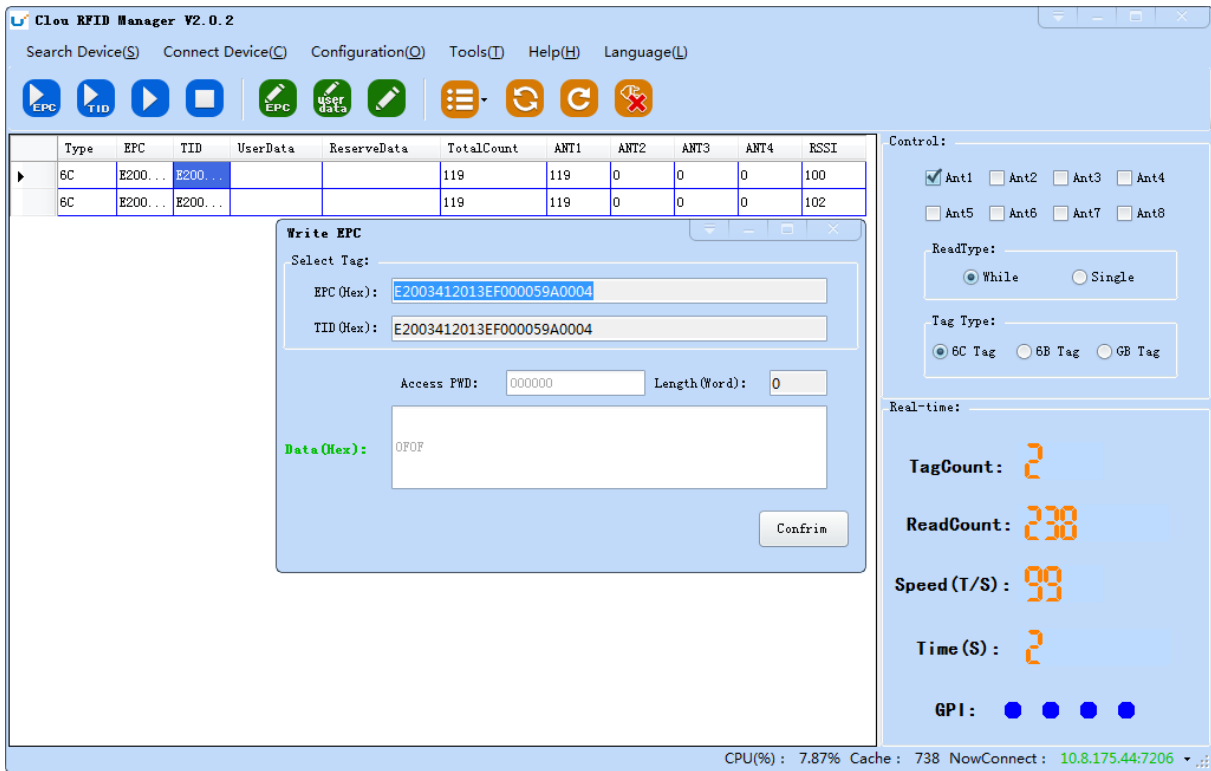 Clou RFID Manager V2.0.2
Search Device(S) Connect Device(C) Configuration(O) Tools(T) Help(H) Language(L)
EPC TID EPC user data
Type EPC TID UserData ReserveData TotalCount ANT1 ANT2 ANT3 ANT4 RSSI
6C E200... E200... 119 119 0 0 0 100
6C E200... E200... 119 119 0 0 0 102
Write EPC
Select Tag:
EPC(Hex): E2003412013EF000059A0004
TID(Hex): E2003412013EF000059A0004
Access PWD: 000000 Length(Word): 0
Data(Hex): 0F0F
Confrim
Control:
Ant1 Ant2 Ant3 Ant4
Ant5 Ant6 Ant7 Ant8
ReadType:
While Single
Tag Type:
6C Tag 6B Tag GB Tag
Real-time:
TagCount: 2
ReadCount: 238
Speed(T/S): 99
Time(S): 2
GPI:
CPU(%) : 7.87% Cache : 738 NowConnect : 10.8.175.44:7206